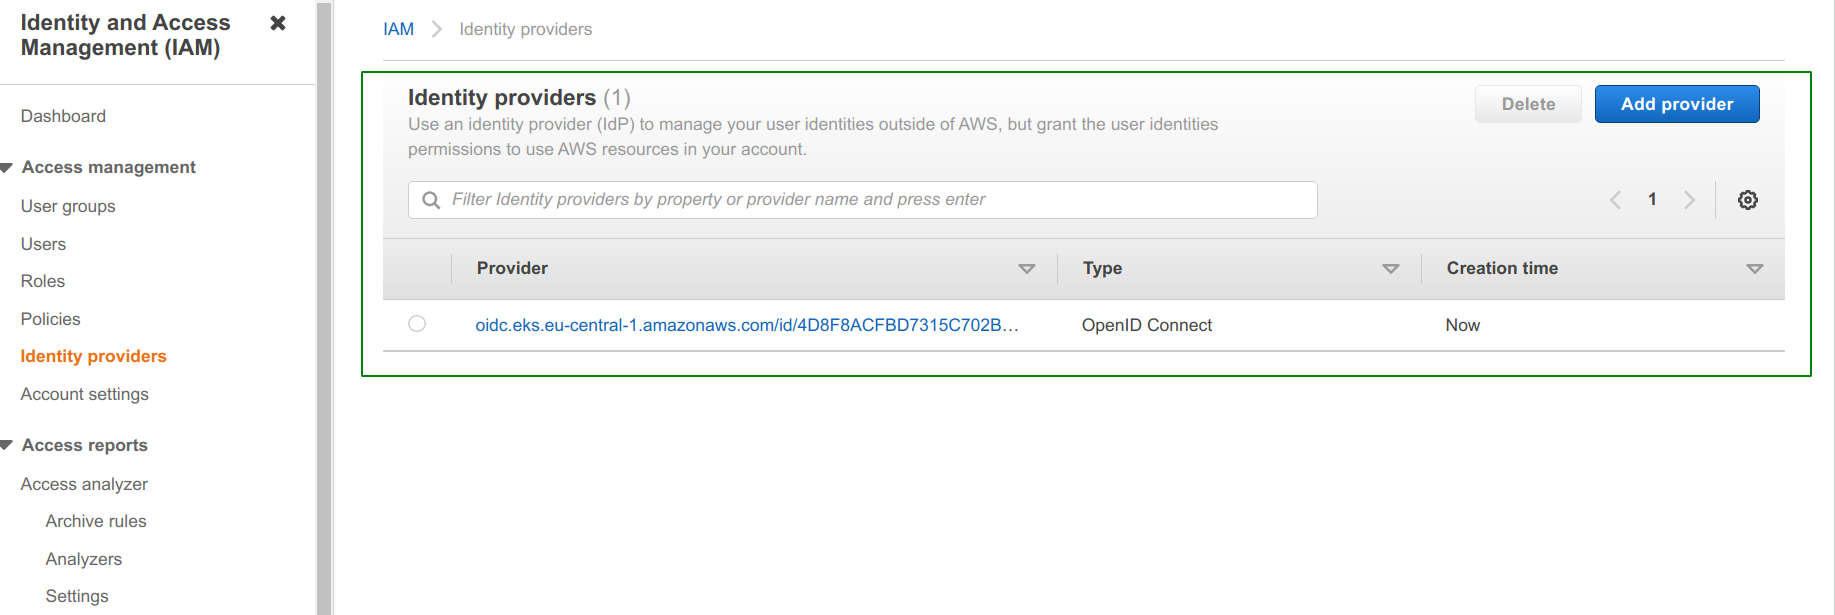 Identity and Access
Management (IAM)
Dashboard
Access management
User groups
Users
Roles
Policies
Identity providers
Account settings
Access reports
Access analyzer
Archive rules
Analyzers
Settings
IAM
Identity providers
Identity providers (1)
Use an identity provider (IdP) to manage your user identities outside of AWS, but grant the user identities
permissions to use AWS resources in your account.
Delete
Add provider
Filter Identity providers by property or provider name and press enter
1
Provider Type Creation time
oidc.eks.eu-central-1.amazonaws.com/id/4D8F8ACFBD7315C702B… OpenID Connect Now